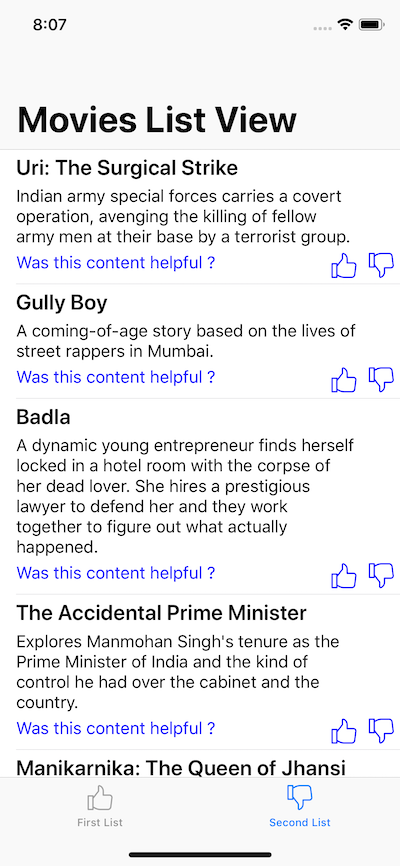 8:07
Movies List View
Uri: The Surgical Strike
Indian army special forces carries a covert
operation, avenging the killing of fellow
army men at their base by a terrorist group.
Was this content helpful ?
Gully Boy
A coming-of-age story based on the lives of
street rappers in Mumbai.
Was this content helpful ?
Badla
A dynamic young entrepreneur finds herself
locked in a hotel room with the corpse of
her dead lover. She hires a prestigious
lawyer to defend her and they work
together to figure out what actually
happened.
Was this content helpful ?
The Accidental Prime Minister
Explores Manmohan Singh's tenure as the
Prime Minister of India and the kind of
control he had over the cabinet and the
country.
Was this content helpful ?
Manikarnika: The Queen of Jhansi
First List
Second List